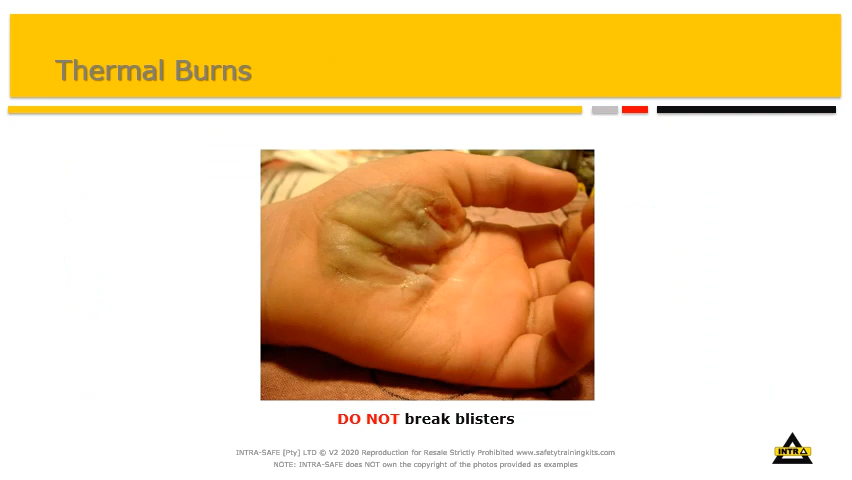 Thermal Burns
DO NOT break blisters
INTRA-SAFE [Pty] LTD © V2 2020 Reproduction for Resale Strictly Prohibited www.safetytrainingkits.com
NOTE: INTRA-SAFE does NOT own the copyright of the photos provided as examples
INTRA